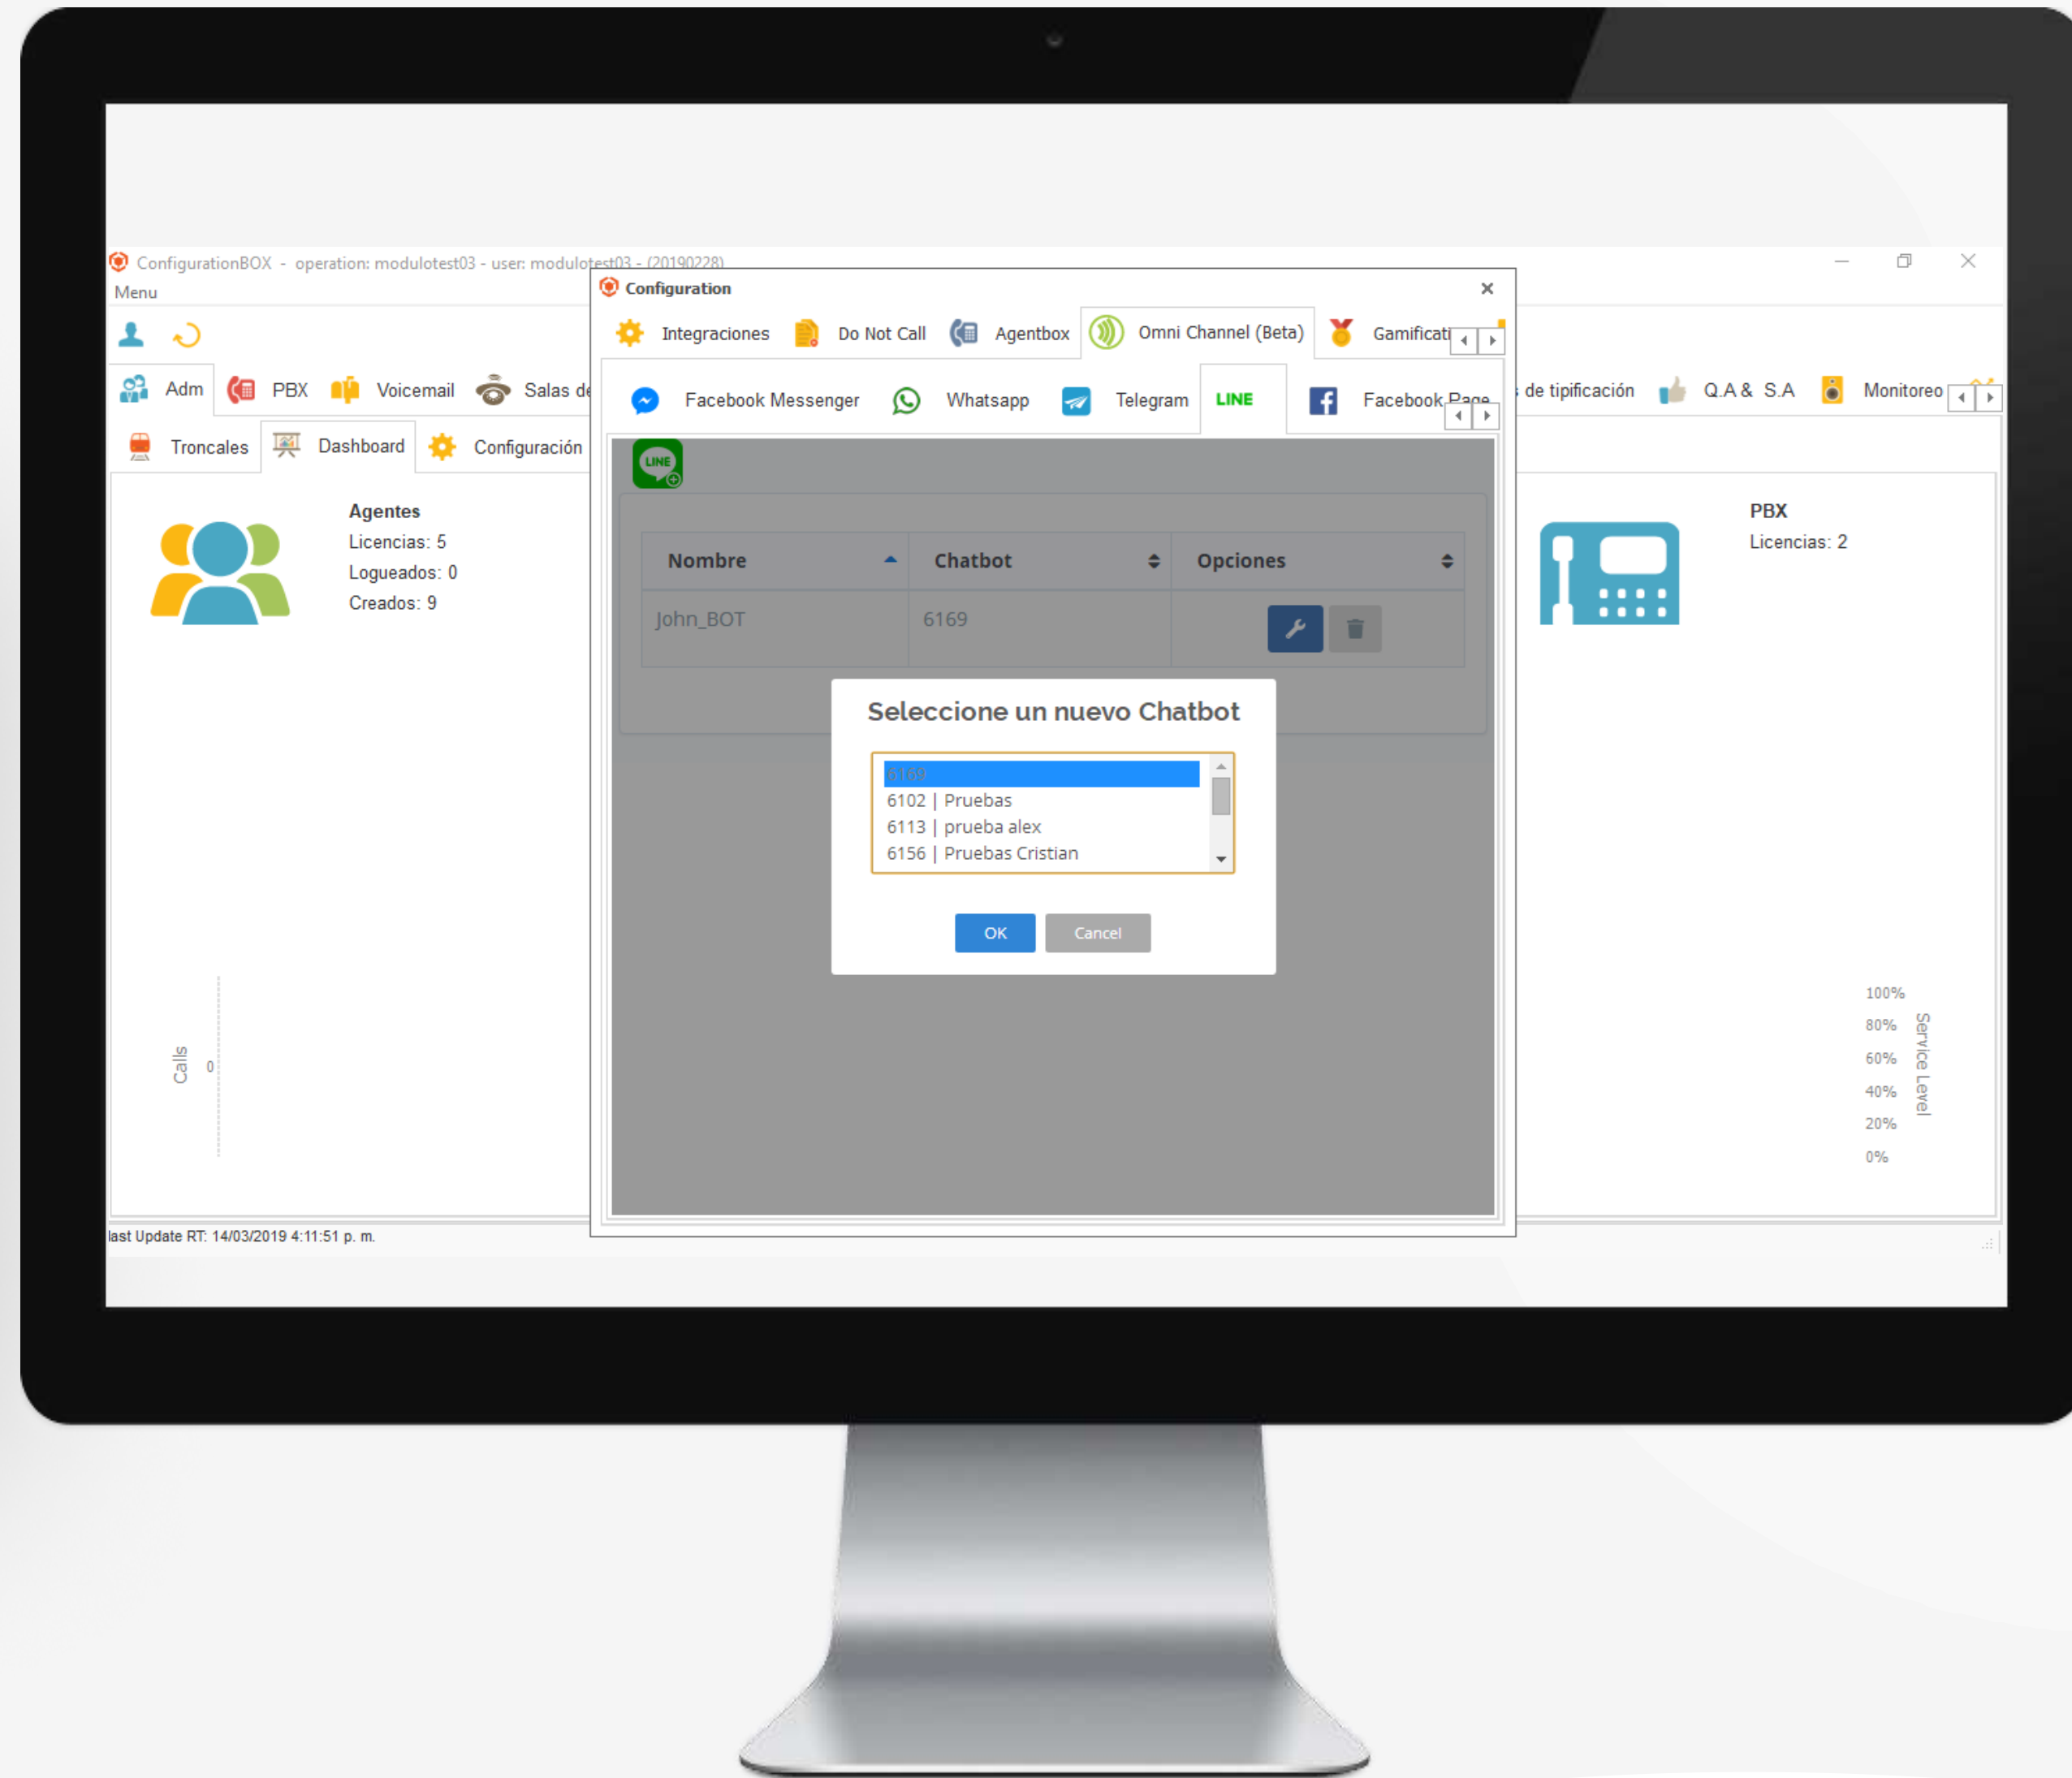 ConfigurationBOX - operation: modulotest03 - user: modulotest03 - (20190228)
Menu
Adm PBX Voicemail Salas de
de tipificación Q.A & S.A Monitoreo
Troncales Dashboard Configuración
Agentes
Licencias: 5
Logueados: 0
Creados: 9
PBX
Licencias: 2
Configuration
Integraciones Do Not Call Agentbox Omni Channel (Beta) Gamificati
Facebook Messenger Whatsapp Telegram LINE Facebook Page
LINE
Nombre Chatbot Opciones
John_BOT 6169
Seleccione un nuevo Chatbot
6169
6102 | Pruebas
6113 | prueba alex
6156 | Pruebas Cristian
OK Cancel
Calls
0
100%
80%
60%
40%
20%
0%
Service Level
last Update RT: 14/03/2019 4:11:51 p. m.